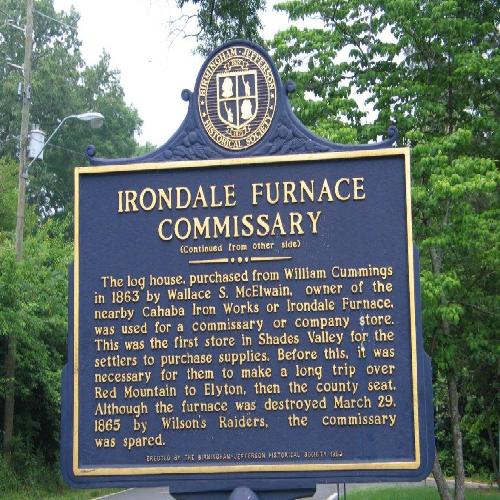 BIRMINGHAM-JEFFERSON
HISTORICAL SOCIETY
IRONDALE FURNACE
COMMISSARY
(Continued from other side)
The log house, purchased from William Cummings
in 1863 by Wallace S. McElwain, owner of the
nearby Cahaba Iron Works or Irondale Furnace,
was used for a commissary or company store.
This was the first store in Shades Valley for the
settlers to purchase supplies. Before this, it was
necessary for them to make a long trip over
Red Mountain to Elyton, then the county seat.
Although the furnace was destroyed March 29,
1865 by Wilson's Raiders, the commissary
was spared.
ERECTED BY THE BIRMINGHAM-JEFFERSON HISTORICAL SOCIETY